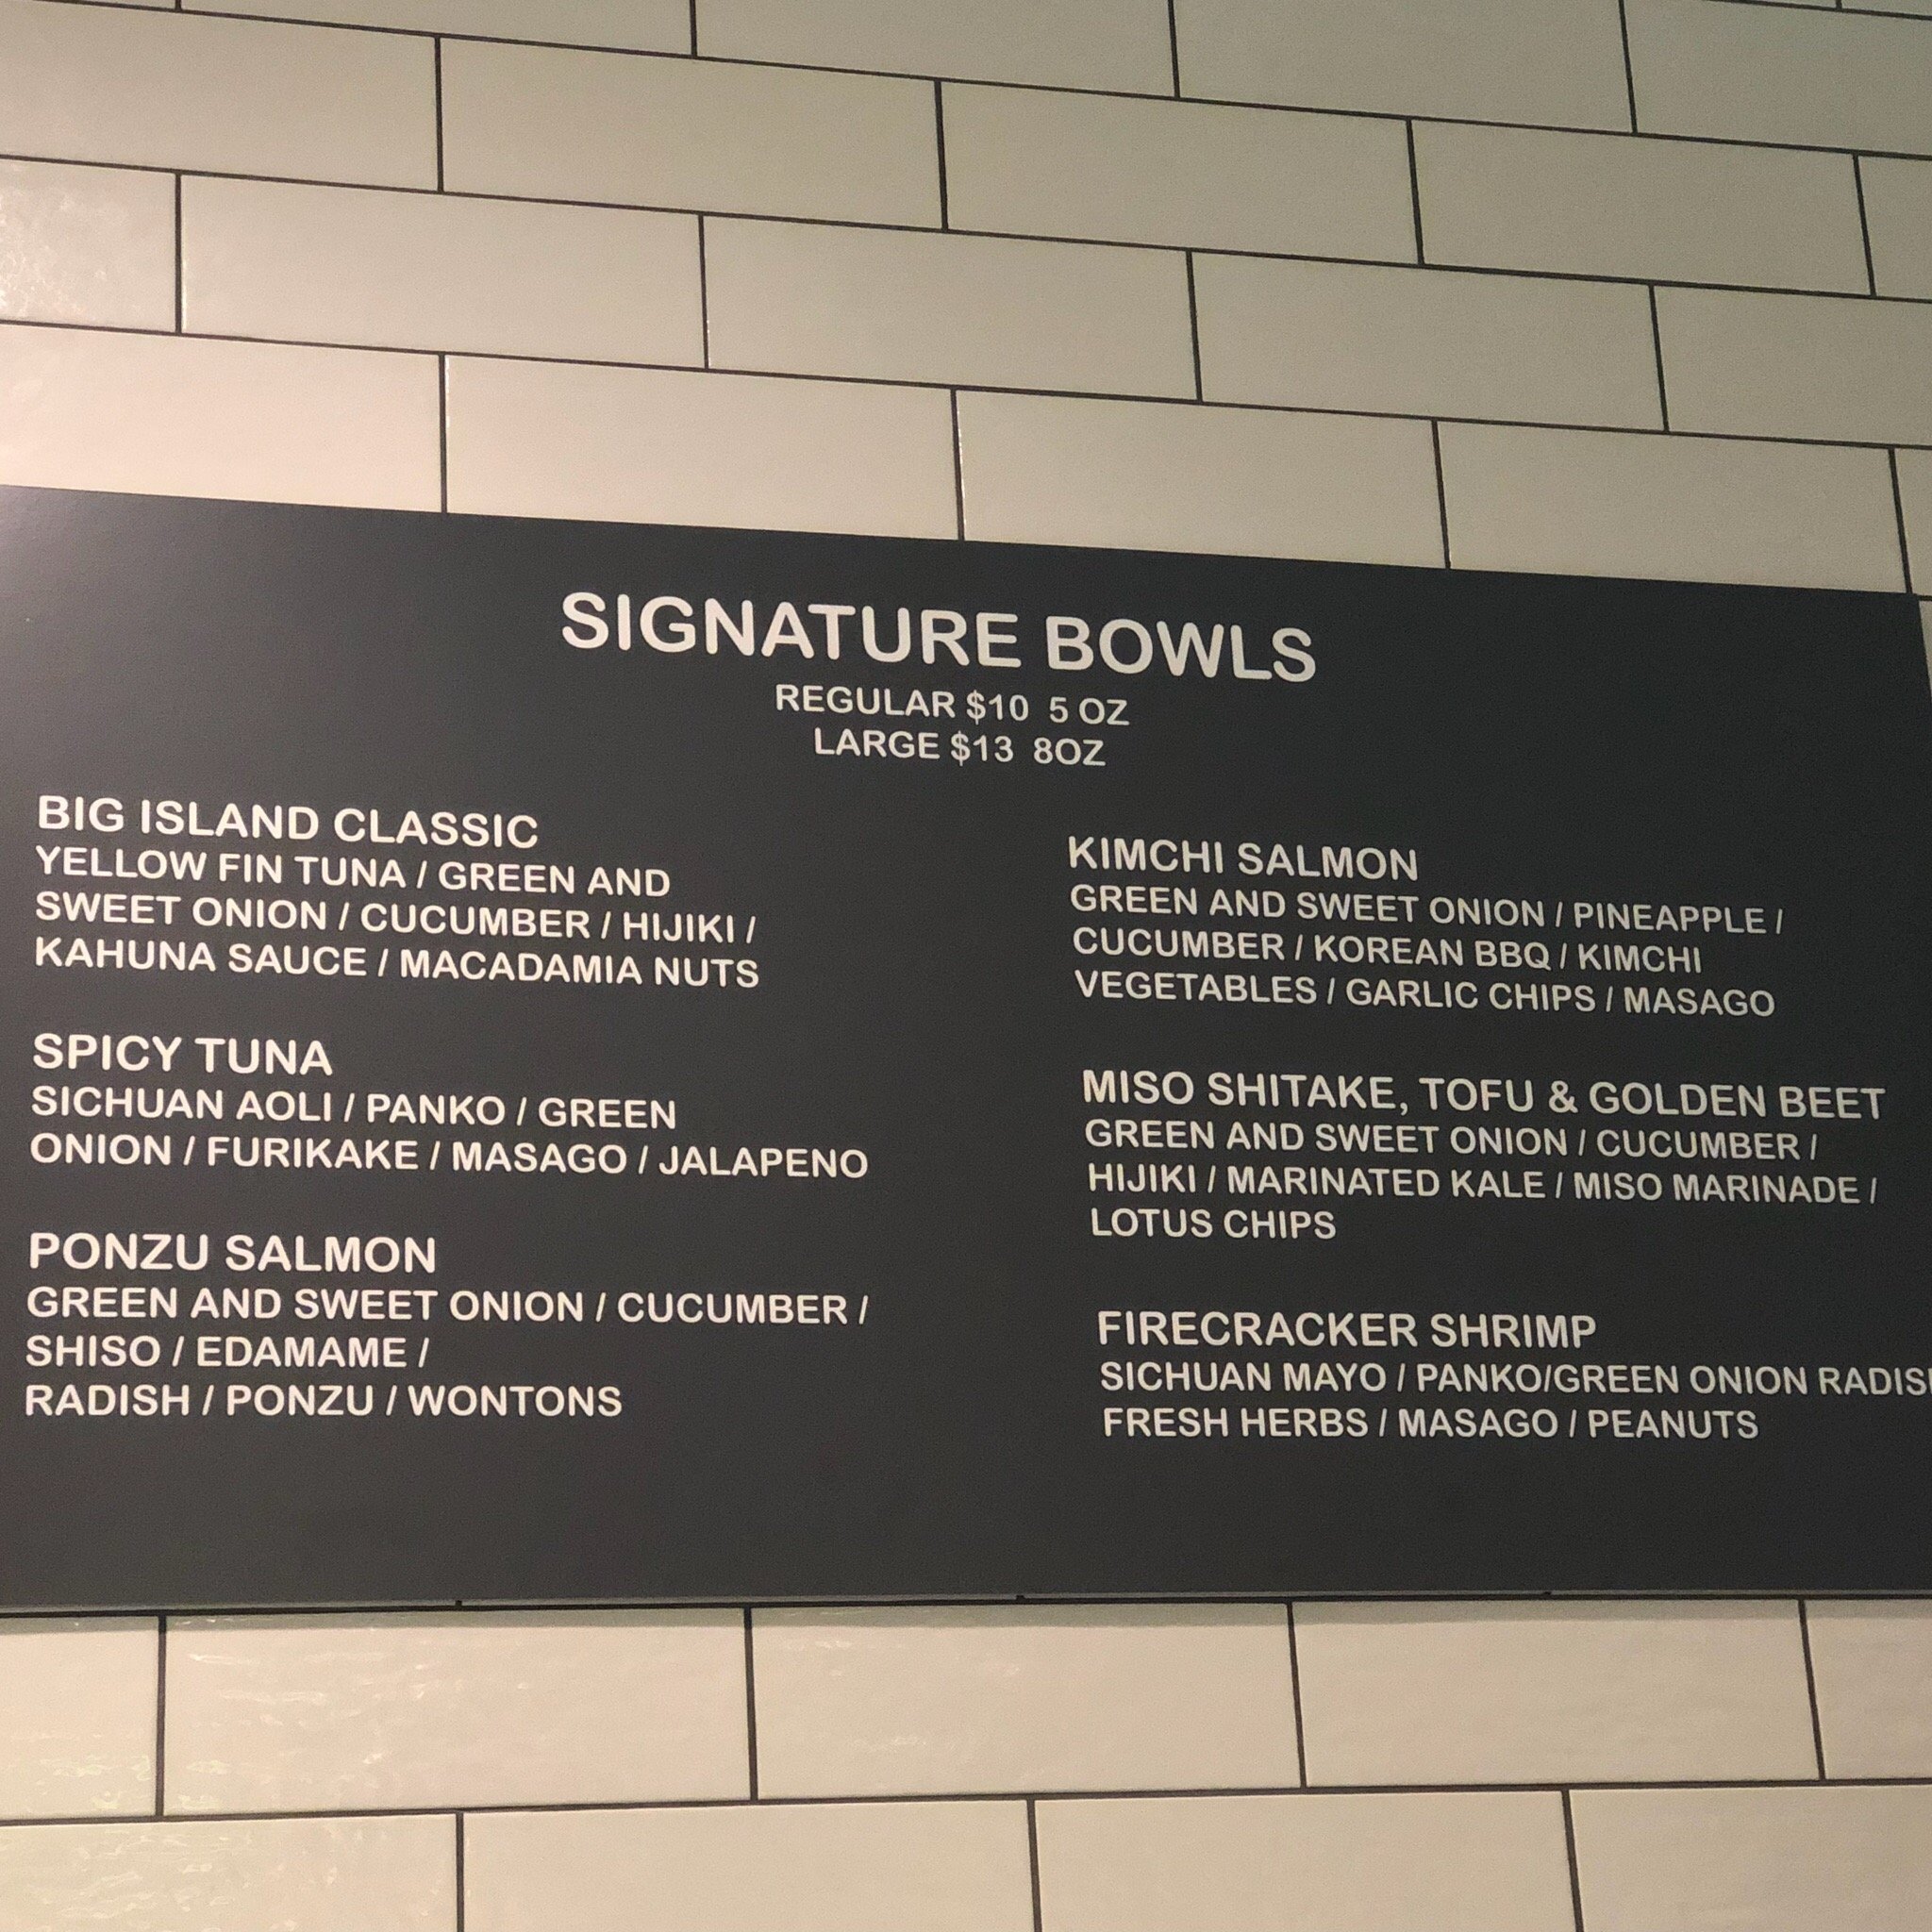 SIGNATURE BOWLS
REGULAR $10 5 OZ
LARGE $13 8OZ
BIG ISLAND CLASSIC
YELLOW FIN TUNA / GREEN AND
SWEET ONION / CUCUMBER / HIJIKI /
KAHUNA SAUCE / MACADAMIA NUTS
SPICY TUNA
SICHUAN AOLI / PANKO / GREEN
ONION / FURIKAKE / MASAGO / JALAPENO
PONZU SALMON
GREEN AND SWEET ONION / CUCUMBER /
SHISO / EDAMAME /
RADISH / PONZU / WONTONS
KIMCHI SALMON
GREEN AND SWEET ONION / PINEAPPLE /
CUCUMBER / KOREAN BBQ / KIMCHI
VEGETABLES / GARLIC CHIPS / MASAGO
MISO SHITAKE, TOFU & GOLDEN BEET
GREEN AND SWEET ONION / CUCUMBER /
HIJIKI / MARINATED KALE / MISO MARINADE /
LOTUS CHIPS
FIRECRACKER SHRIMP
SICHUAN MAYO / PANKO/GREEN ONION RADIS
FRESH HERBS / MASAGO / PEANUTS